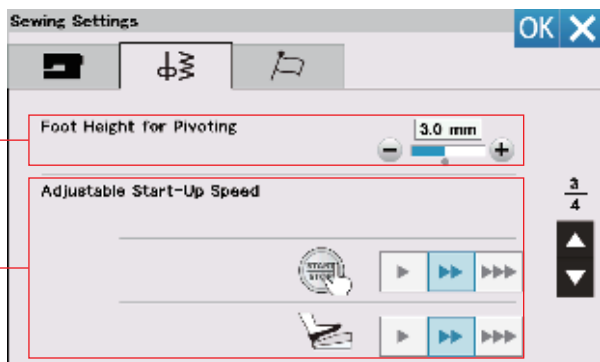 Sewing Settings
OK
Foot Height for Pivoting
3.0 mm
Adjustable Start-Up Speed
3
4
START
STOP